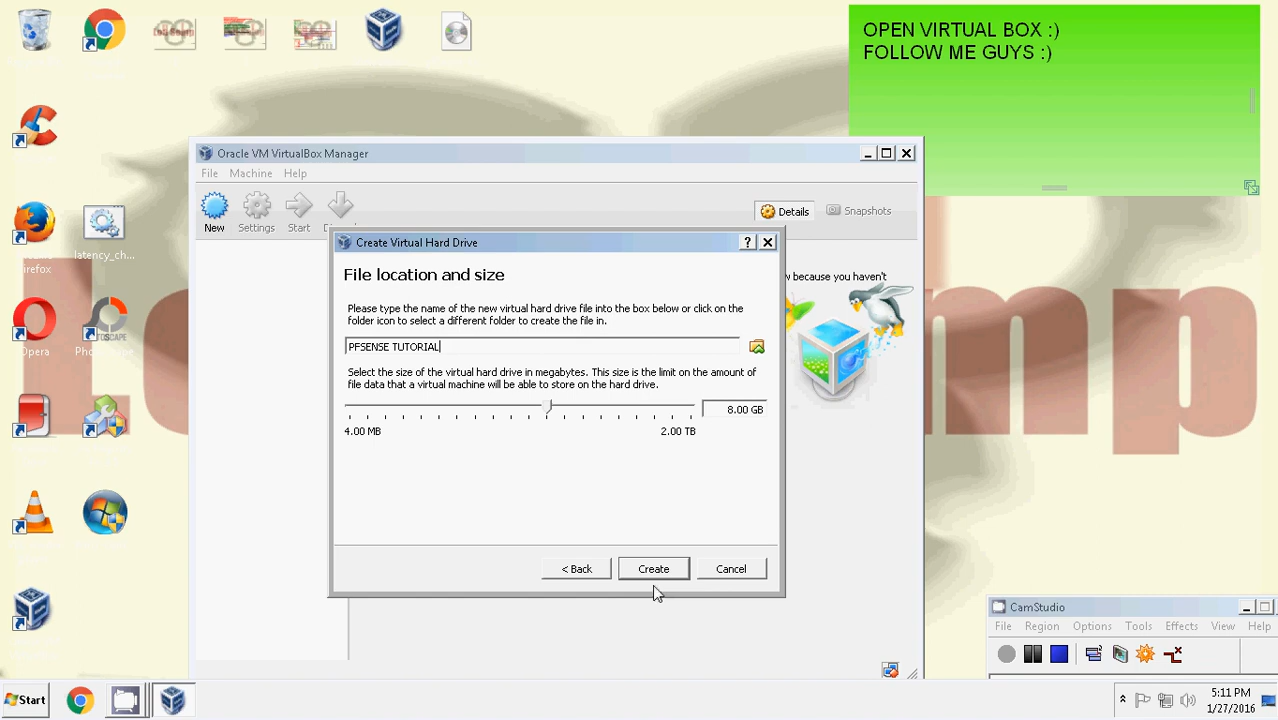 OPEN VIRTUAL BOX :)
FOLLOW ME GUYS :)
Oracle VM VirtualBox Manager
File Machine Help
New Settings Start
Details Snapshots
Create Virtual Hard Drive
w because you haven't
File location and size
Please type the name of the new virtual hard drive file into the box below or click on the
folder icon to select a different folder to create the file in.
PFSENSE TUTORIAL
Select the size of the virtual hard drive in megabytes. This size is the limit on the amount of
file data that a virtual machine will be able to store on the hard drive.
8.00 GB
4.00 MB 2.00 TB
< Back Create Cancel
latency_ch...
irefox
Opera
CamStudio
File Region Options Tools Effects View Help
Start
5:11 PM
1/27/2016